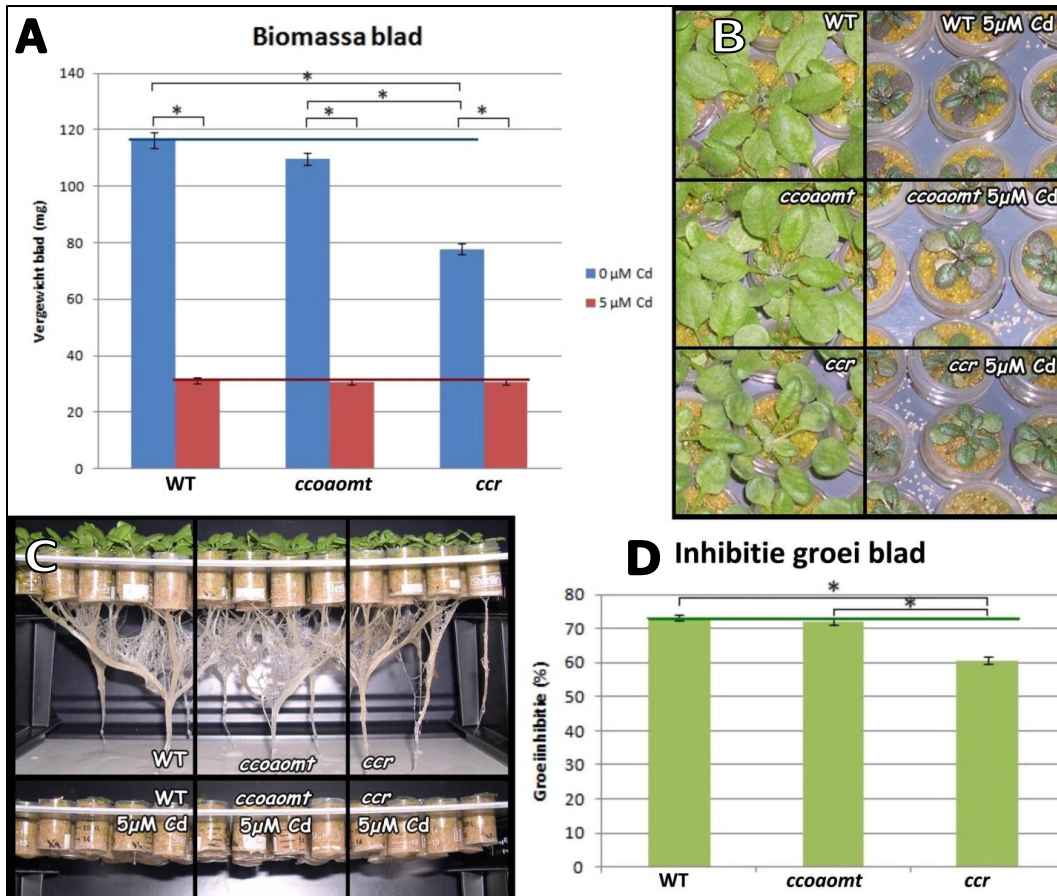 A
Biomassa blad
140
120
100
80
60
40
20
0
Vergewicht blad (mg)
* * * * *
WT ccoaomt ccr
0 µM Cd
5 µM Cd
B
WT
WT 5µM Cd
ccoaomt
ccoaomt 5µM Cd
ccr
ccr 5µM Cd
C
WT
ccoaomt
ccr
WT
5µM Cd
ccoaomt
5µM Cd
ccr
5µM Cd
D
Inhibitie groei blad
80
70
60
50
40
30
20
10
0
Groeiinhibitie (%)
* *
WT ccoaomt ccr